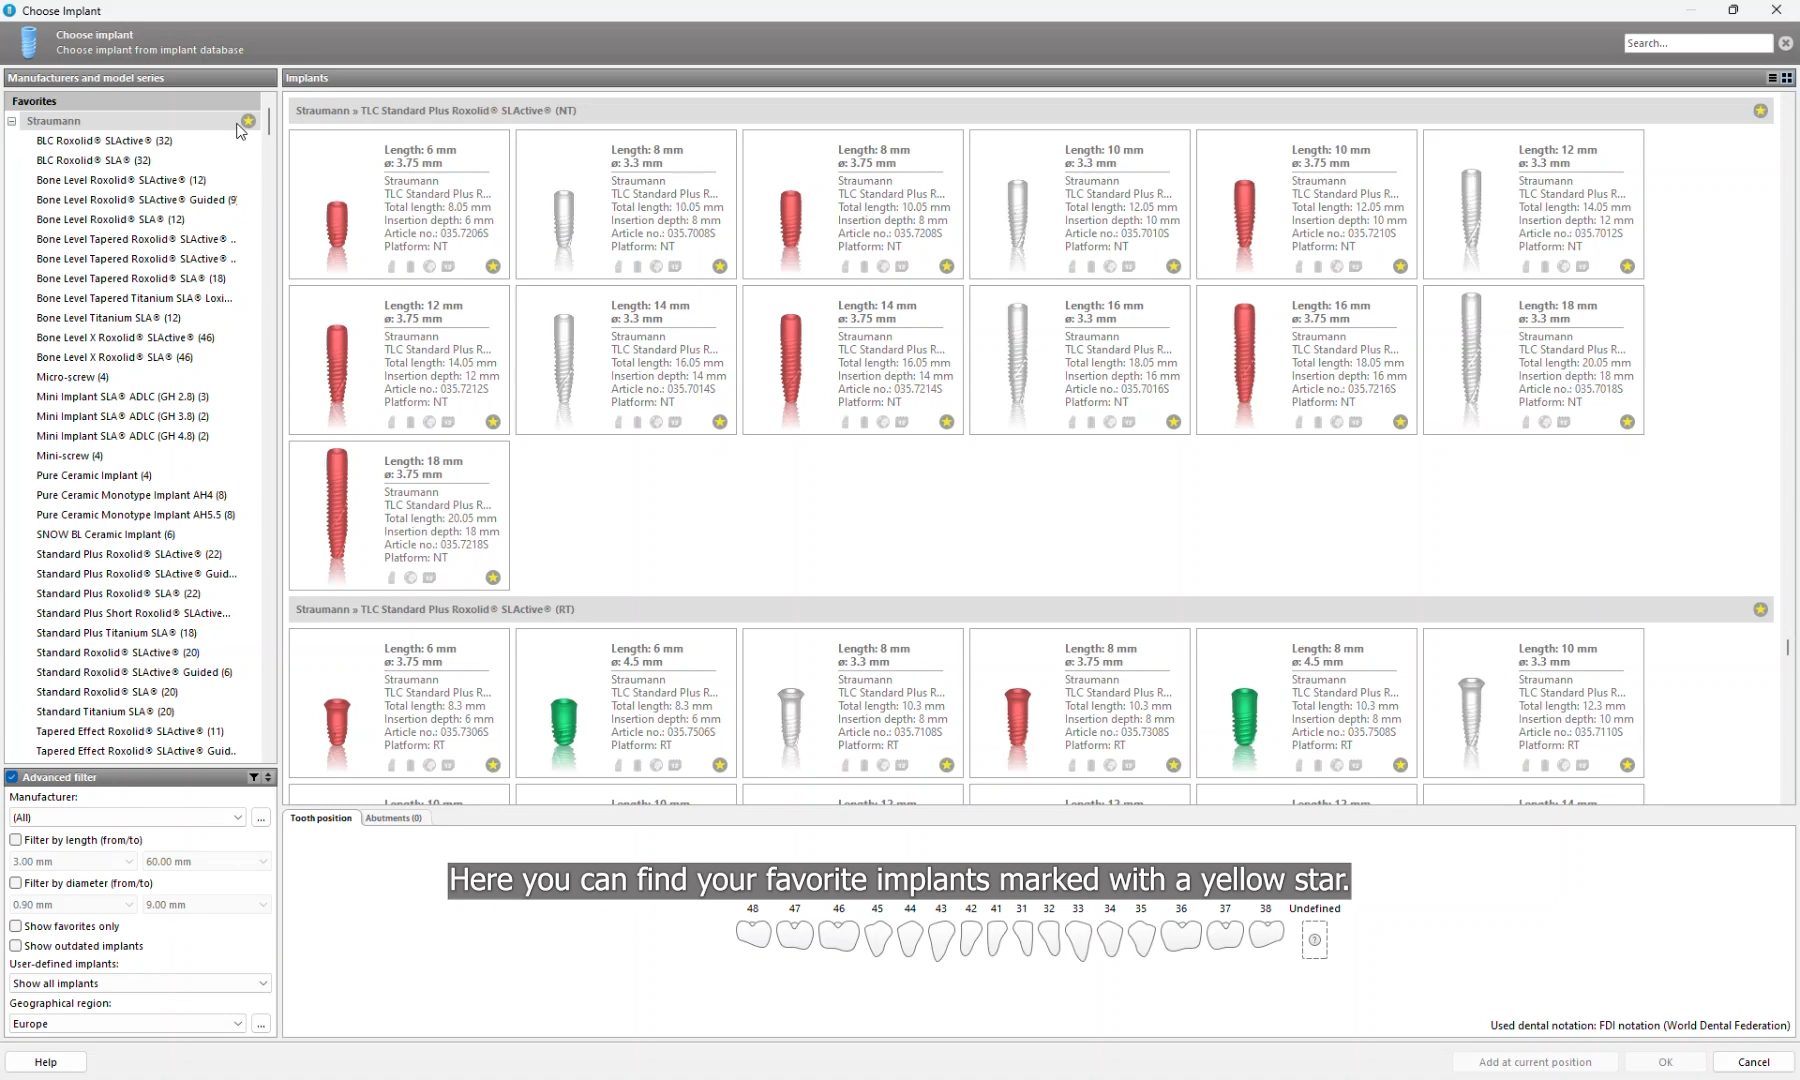 Choose Implant
Choose implant
Choose implant from implant database
Search...
Manufacturers and model series
Implants
Favorites
Straumann
BLC Roxolid® SLActive® (32)
BLC Roxolid® SLA® (32)
Bone Level Roxolid® SLActive® (12)
Bone Level Roxolid® SLActive® Guided (9)
Bone Level Roxolid® SLA® (12)
Bone Level Tapered Roxolid® SLActive® ..
Bone Level Tapered Roxolid® SLActive® ..
Bone Level Tapered Roxolid® SLA® (18)
Bone Level Tapered Titanium SLA® Loxi...
Bone Level Titanium SLA® (12)
Bone Level X Roxolid® SLActive® (46)
Bone Level X Roxolid® SLA® (46)
Micro-screw (4)
Mini Implant SLA® ADLC (GH 2.8) (3)
Mini Implant SLA® ADLC (GH 3.8) (2)
Mini Implant SLA® ADLC (GH 4.8) (2)
Mini-screw (4)
Pure Ceramic Implant (4)
Pure Ceramic Monotype Implant AH4 (8)
Pure Ceramic Monotype Implant AH5.5 (8)
SNOW BL Ceramic Implant (6)
Standard Plus Roxolid® SLActive® (22)
Standard Plus Roxolid® SLActive® Guid...
Standard Plus Roxolid® SLA® (22)
Standard Plus Short Roxolid® SLActive...
Standard Plus Titanium SLA® (18)
Standard Roxolid® SLActive® (20)
Standard Roxolid® SLActive® Guided (6)
Standard Roxolid® SLA® (20)
Standard Titanium SLA® (20)
Tapered Effect Roxolid® SLActive® (11)
Tapered Effect Roxolid® SLActive® Guid..
Advanced filter
Manufacturer:
(All)
...
Filter by length (from/to)
3.00 mm 60.00 mm
Filter by diameter (from/to)
0.90 mm 9.00 mm
Show favorites only
Show outdated implants
User-defined implants:
Show all implants
Geographical region:
Europe
...
Straumann » TLC Standard Plus Roxolid® SLActive® (NT)
Length: 6 mm
ø: 3.75 mm
Straumann
TLC Standard Plus R...
Total length: 8.05 mm
Insertion depth: 6 mm
Article no.: 035.7206S
Platform: NT
Length: 8 mm
ø: 3.3 mm
Straumann
TLC Standard Plus R...
Total length: 10.05 mm
Insertion depth: 8 mm
Article no.: 035.7008S
Platform: NT
Length: 8 mm
ø: 3.75 mm
Straumann
TLC Standard Plus R...
Total length: 10.05 mm
Insertion depth: 8 mm
Article no.: 035.7208S
Platform: NT
Length: 10 mm
ø: 3.3 mm
Straumann
TLC Standard Plus R...
Total length: 12.05 mm
Insertion depth: 10 mm
Article no.: 035.7010S
Platform: NT
Length: 10 mm
ø: 3.75 mm
Straumann
TLC Standard Plus R...
Total length: 12.05 mm
Insertion depth: 10 mm
Article no.: 035.7210S
Platform: NT
Length: 12 mm
ø: 3.3 mm
Straumann
TLC Standard Plus R...
Total length: 14.05 mm
Insertion depth: 12 mm
Article no.: 035.7012S
Platform: NT
Length: 12 mm
ø: 3.75 mm
Straumann
TLC Standard Plus R...
Total length: 14.05 mm
Insertion depth: 12 mm
Article no.: 035.7212S
Platform: NT
Length: 14 mm
ø: 3.3 mm
Straumann
TLC Standard Plus R...
Total length: 16.05 mm
Insertion depth: 14 mm
Article no.: 035.7014S
Platform: NT
Length: 14 mm
ø: 3.75 mm
Straumann
TLC Standard Plus R...
Total length: 16.05 mm
Insertion depth: 14 mm
Article no.: 035.7214S
Platform: NT
Length: 16 mm
ø: 3.3 mm
Straumann
TLC Standard Plus R...
Total length: 18.05 mm
Insertion depth: 16 mm
Article no.: 035.7016S
Platform: NT
Length: 16 mm
ø: 3.75 mm
Straumann
TLC Standard Plus R...
Total length: 18.05 mm
Insertion depth: 16 mm
Article no.: 035.7216S
Platform: NT
Length: 18 mm
ø: 3.3 mm
Straumann
TLC Standard Plus R...
Total length: 20.05 mm
Insertion depth: 18 mm
Article no.: 035.7018S
Platform: NT
Length: 18 mm
ø: 3.75 mm
Straumann
TLC Standard Plus R...
Total length: 20.05 mm
Insertion depth: 18 mm
Article no.: 035.7218S
Platform: NT
Straumann » TLC Standard Plus Roxolid® SLActive® (RT)
Length: 6 mm
ø: 3.75 mm
Straumann
TLC Standard Plus R...
Total length: 8.3 mm
Insertion depth: 6 mm
Article no.: 035.7306S
Platform: RT
Length: 6 mm
ø: 4.5 mm
Straumann
TLC Standard Plus R...
Total length: 8.3 mm
Insertion depth: 6 mm
Article no.: 035.7506S
Platform: RT
Length: 8 mm
ø: 3.3 mm
Straumann
TLC Standard Plus R...
Total length: 10.3 mm
Insertion depth: 8 mm
Article no.: 035.7108S
Platform: RT
Length: 8 mm
ø: 3.75 mm
Straumann
TLC Standard Plus R...
Total length: 10.3 mm
Insertion depth: 8 mm
Article no.: 035.7308S
Platform: RT
Length: 8 mm
ø: 4.5 mm
Straumann
TLC Standard Plus R...
Total length: 10.3 mm
Insertion depth: 8 mm
Article no.: 035.7508S
Platform: RT
Length: 10 mm
ø: 3.3 mm
Straumann
TLC Standard Plus R...
Total length: 12.3 mm
Insertion depth: 10 mm
Article no.: 035.7110S
Platform: RT
Length: 10 mm
Length: 10 mm
Length: 12 mm
Length: 12 mm
Length: 12 mm
Length: 14 mm
Tooth position
Abutments (0)
Here you can find your favorite implants marked with a yellow star.
48 47 46 45 44 43 42 41 31 32 33 34 35 36 37 38 Undefined
Used dental notation: FDI notation (World Dental Federation)
Help
Add at current position
OK
Cancel